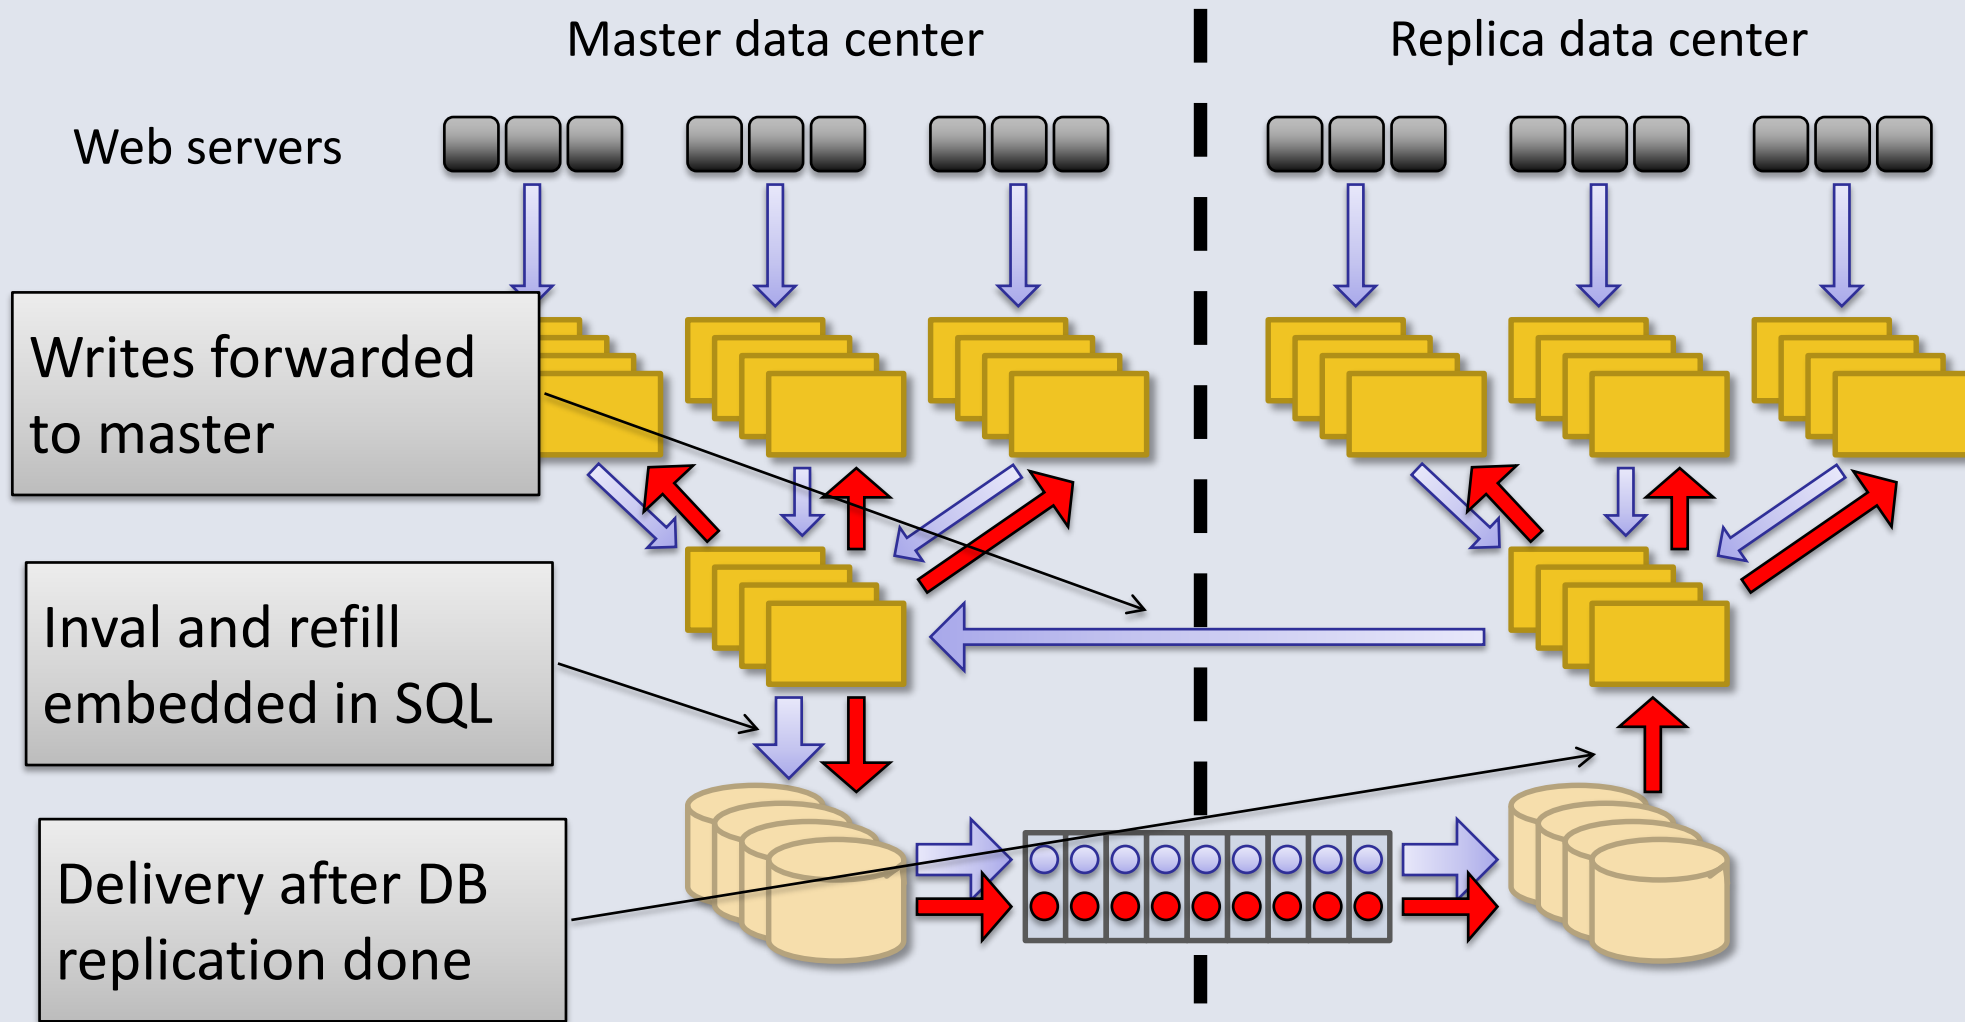 Master data center
Replica data center
Web servers
Writes forwarded
to master
Inval and refill
embedded in SQL
Delivery after DB
replication done